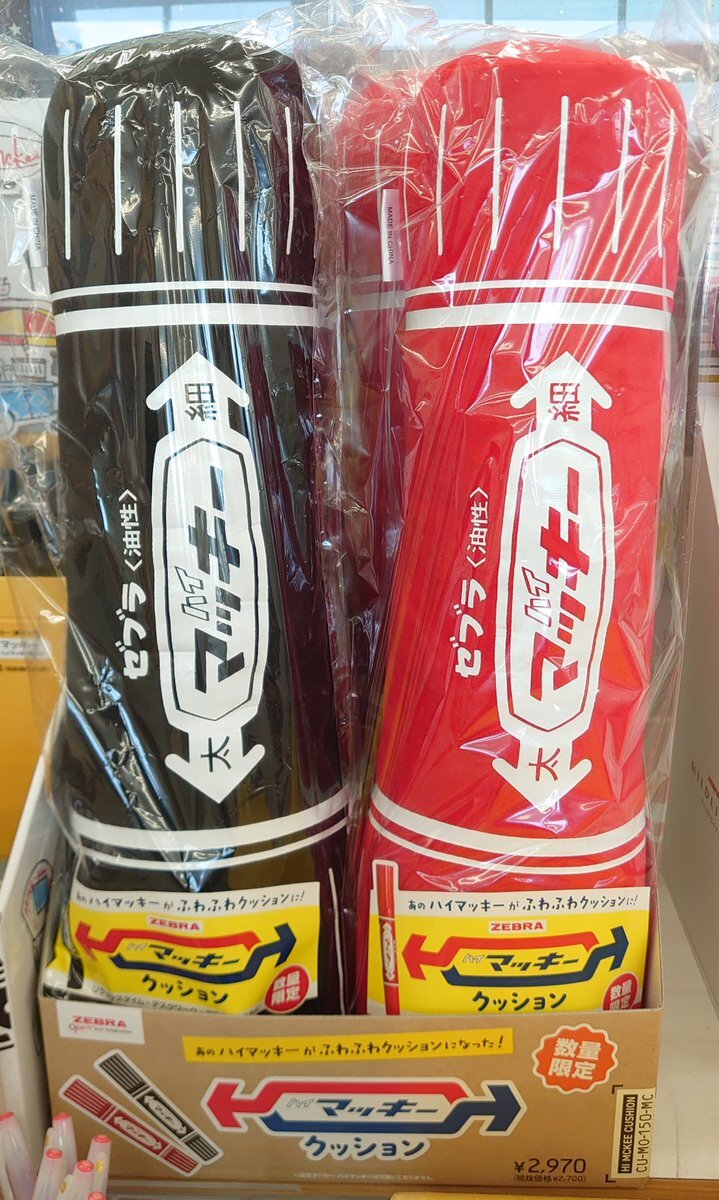 MADE IN CHINA
細
ハイ
マッキー
太
ゼブラ〈油性〉
MADE IN CHINA
細
ハイ
マッキー
太
ゼブラ〈油性〉
あのハイマッキーがふわふわクッションに!
ZEBRA
ハイ マッキー
クッション
数量
限定
あのハイマッキーがふわふわクッションに!
ZEBRA
ハイ マッキー
クッション
数量
限定
ZEBRA
あのハイマッキーがふわふわクッションになった!
数量
限定
ハイ マッキー
クッション
¥2,970
(税抜価格¥2,700)
HI MCKEE CUSHION
CU-MO-150-MC